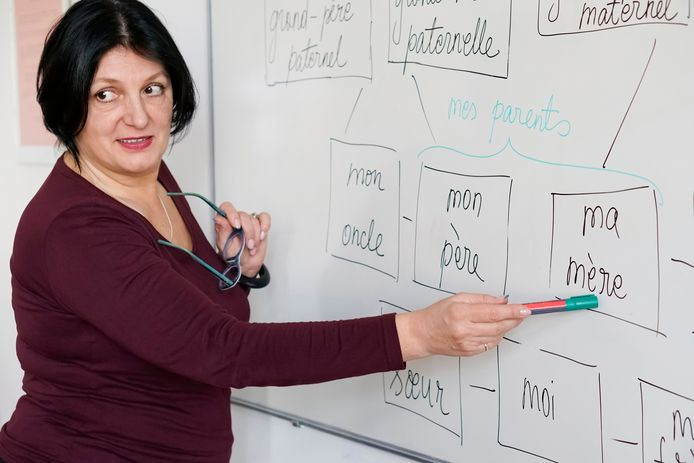 grand-père
paternel
paternelle
maternel
mes parents
mon
oncle
mon
père
ma
mère
sœur
moi